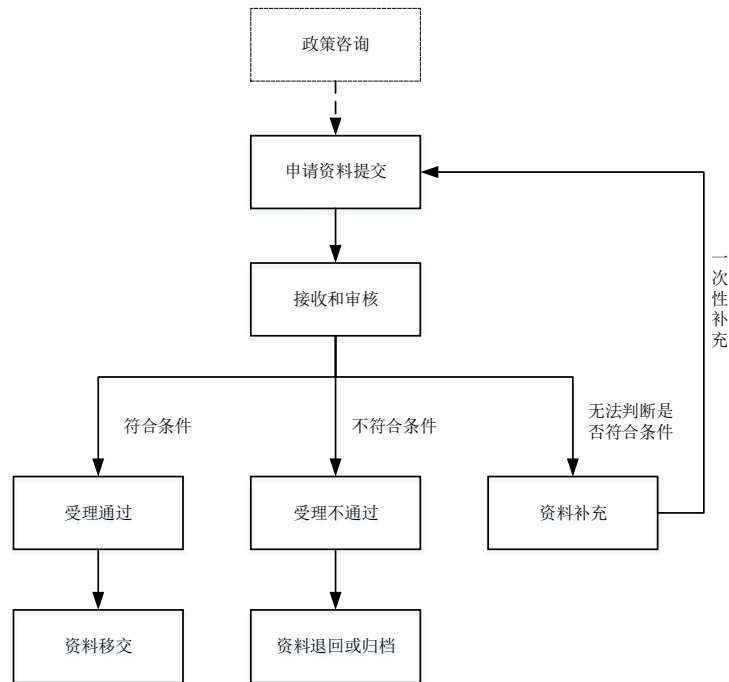 政策咨询
申请资料提交
接收和审核
一次性补充
符合条件
不符合条件
无法判断是
否符合条件
受理通过
受理不通过
资料补充
资料移交
资料退回或归档